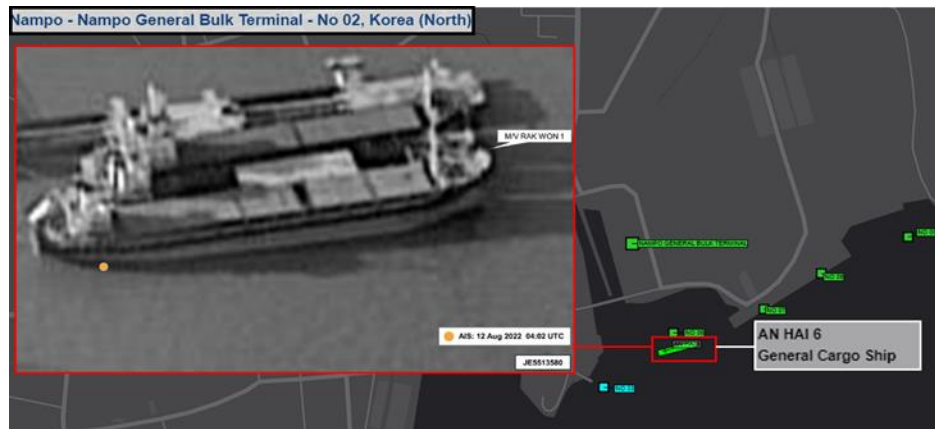 Nampo - Nampo General Bulk Terminal - No 02, Korea (North)
M/V RAK WON 1
AIS: 12 Aug 2022 04:02 UTC
JES513580
NAMPO GENERAL BULK TERMINAL
AN HAI 6
General Cargo Ship